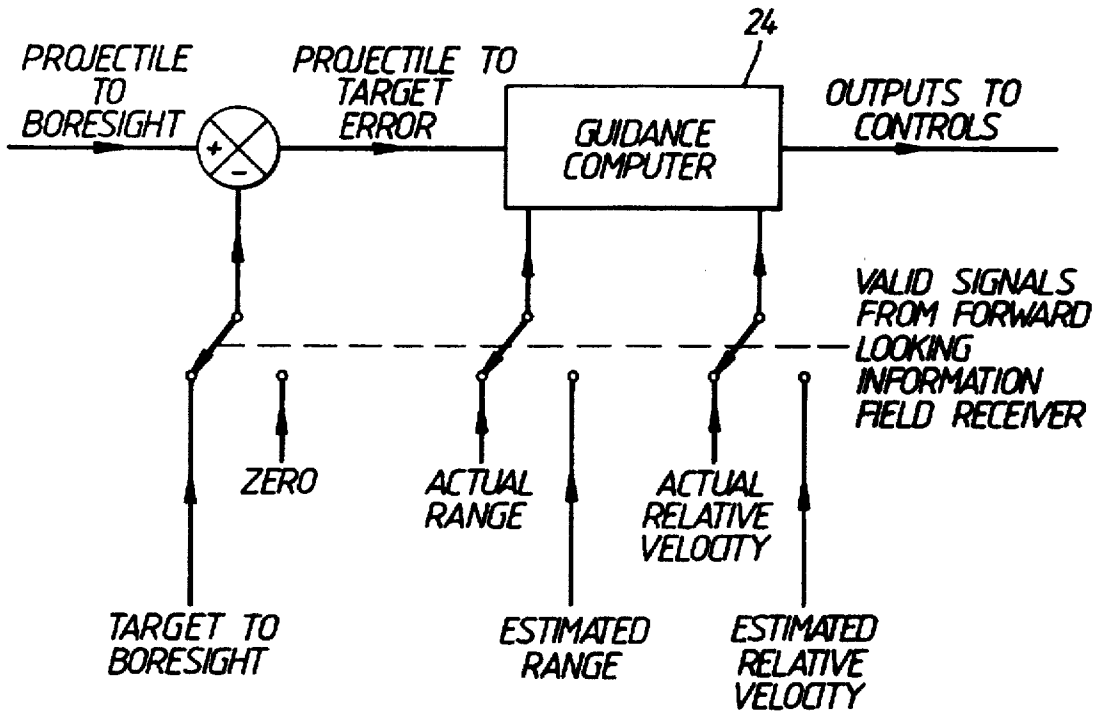 24
PROJECTILE
TO
BORESIGHT
PROJECTILE TO
TARGET
ERROR
GUIDANCE
COMPUTER
OUTPUTS TO
CONTROLS
+
-
VALID SIGNALS
FROM FORWARD
LOOKING
INFORMATION
FIELD RECEIVER
ZERO
ACTUAL
RANGE
ACTUAL
RELATIVE
VELOCITY
TARGET TO
BORESIGHT
ESTIMATED
RANGE
ESTIMATED
RELATIVE
VELOCITY